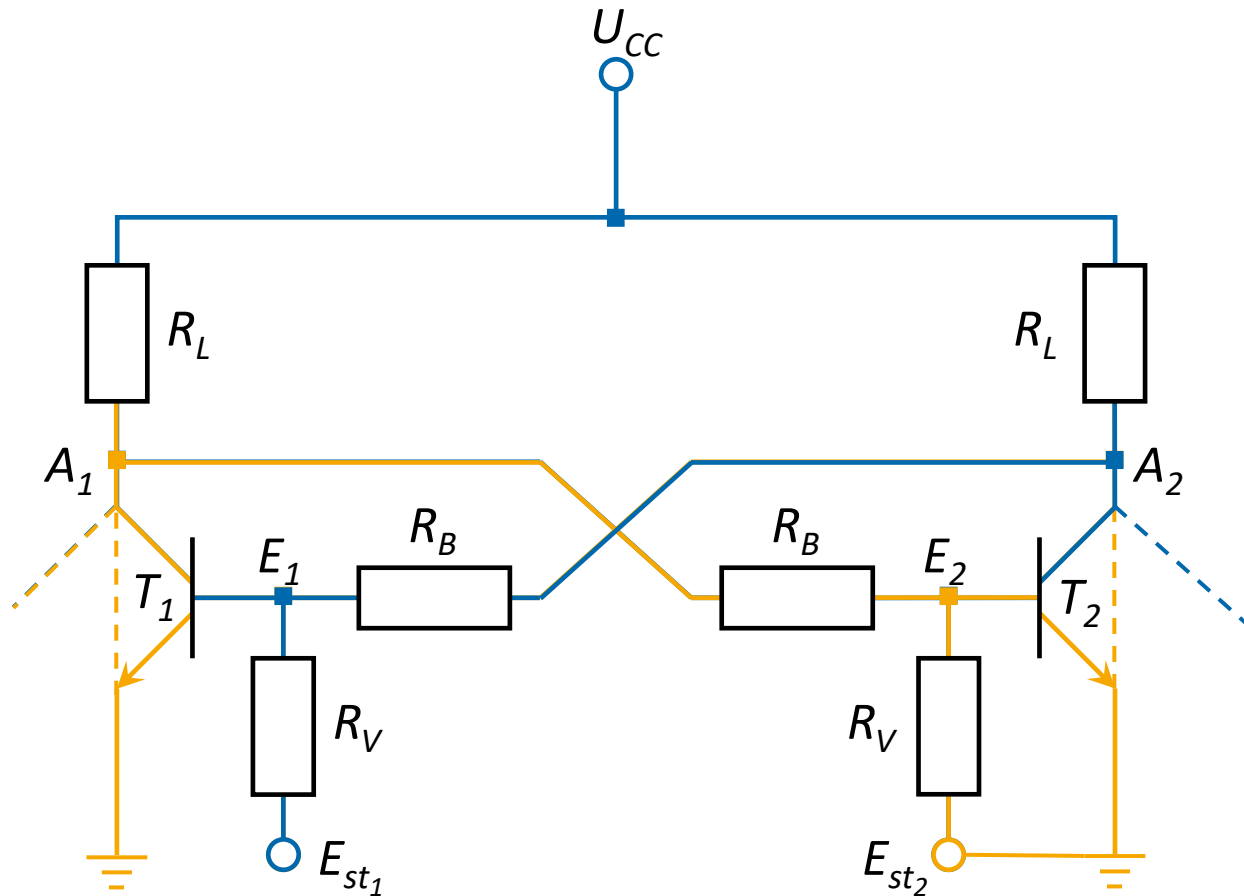 U_CC
R_L
R_L
A_1
A_2
R_B
R_B
E_1
E_2
T_1
T_2
R_V
R_V
E_st_1
E_st_2